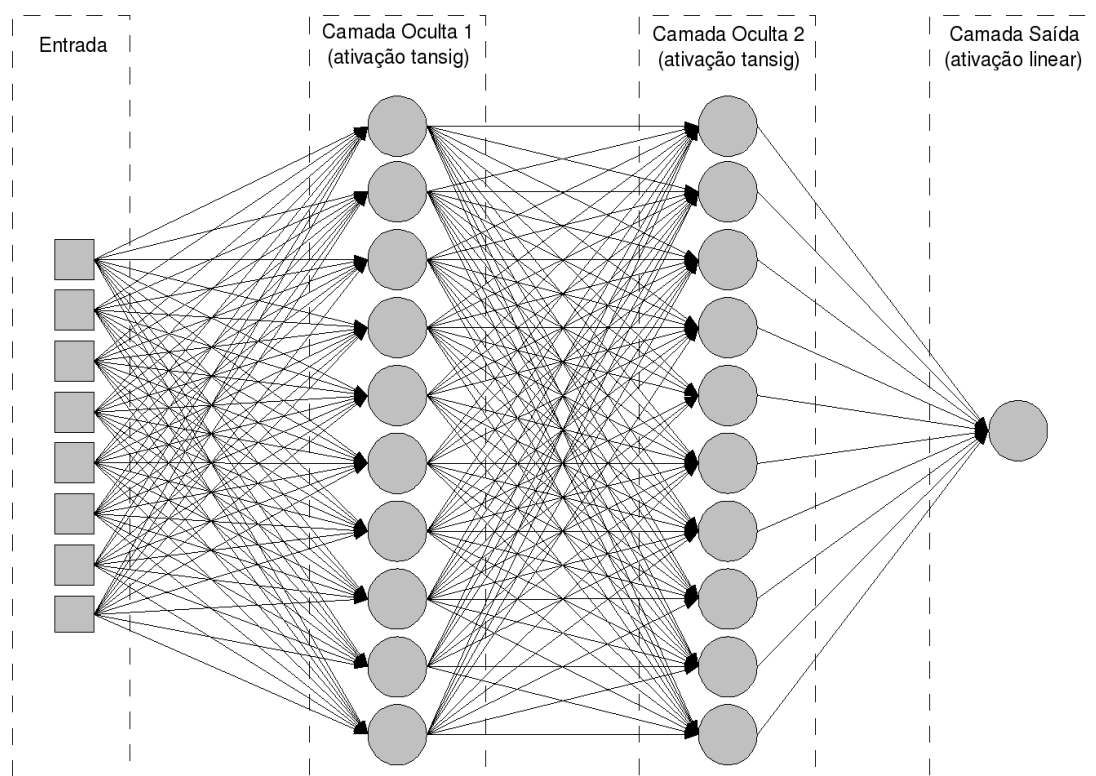 Entrada
Camada Oculta 1
(ativação tansig)
Camada Oculta 2
(ativação tansig)
Camada Saída
(ativação linear)